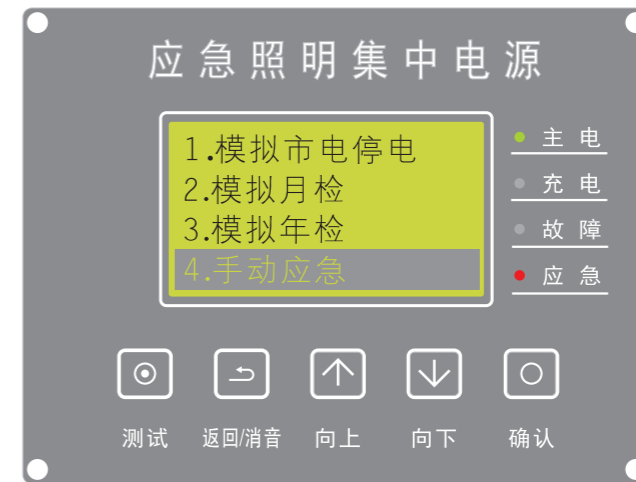 应急照明集中电源
1.模拟市电停电
2.模拟月检
3.模拟年检
4.手动应急
主电
充电
故障
应急
测试 返回/消音 向上 向下 确认